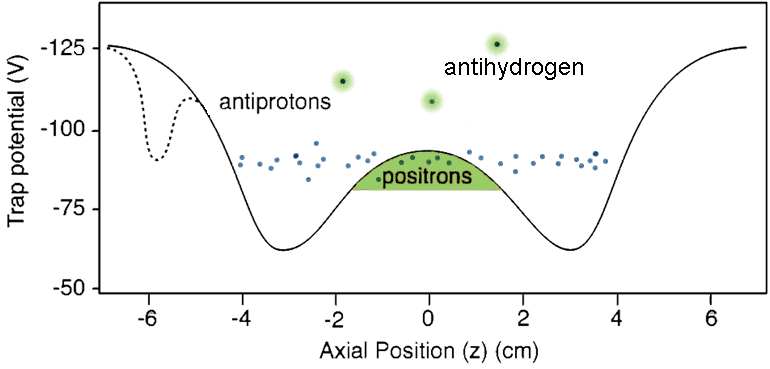 Trap potential (V)
-125
-100
-75
-50
antihydrogen
antiprotons
positrons
-6
-4
-2
0
2
4
6
Axial Position (z) (cm)